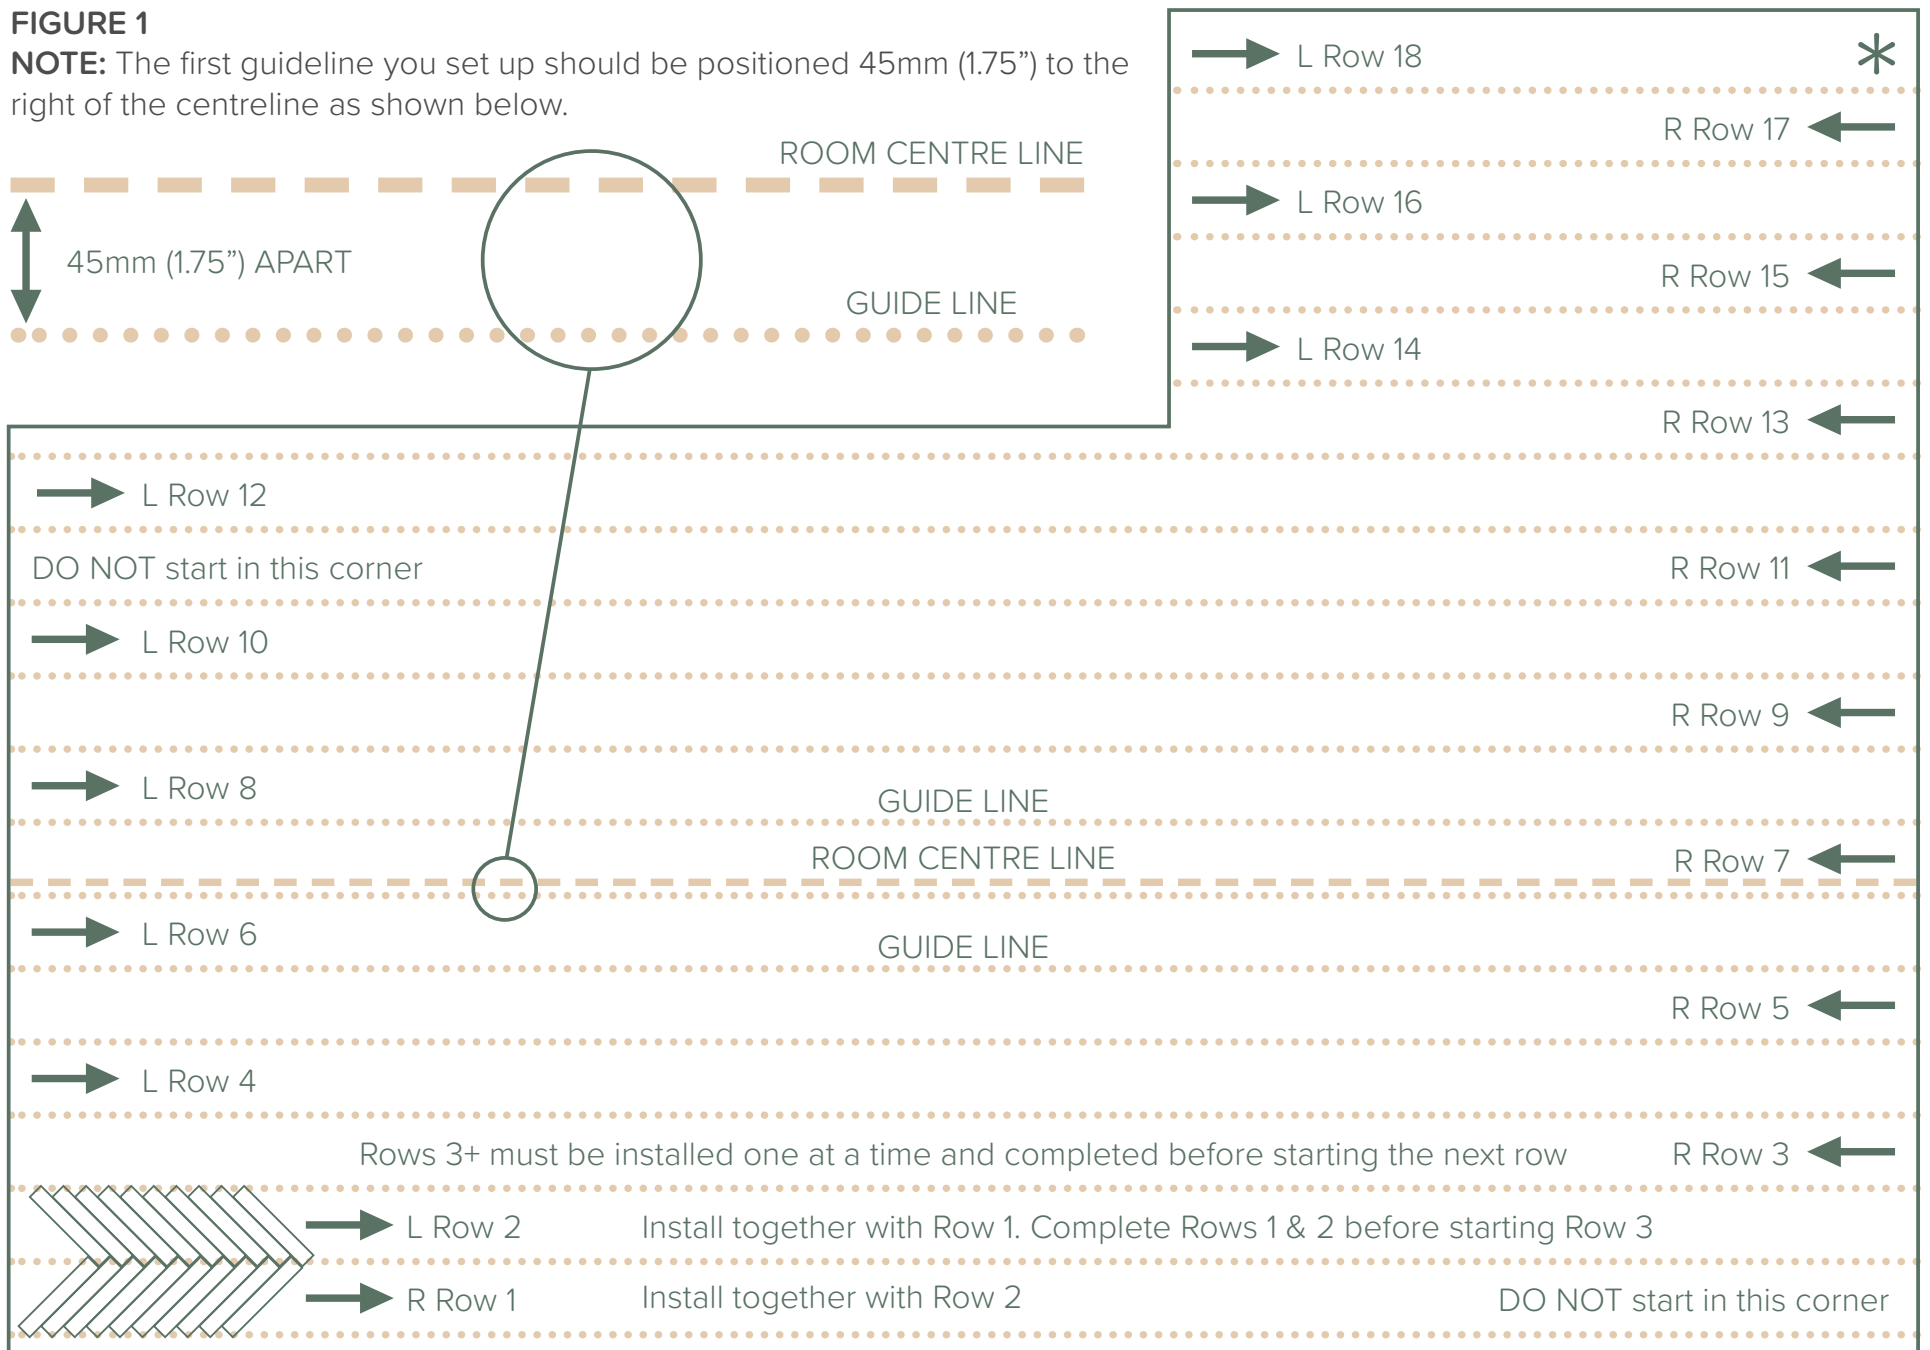 FIGURE 1
NOTE: The first guideline you set up should be positioned 45mm (1.75”) to the
right of the centreline as shown below.
ROOM CENTRE LINE
45mm (1.75”) APART
GUIDE LINE
L Row 18
*
R Row 17
L Row 16
R Row 15
L Row 14
R Row 13
L Row 12
DO NOT start in this corner
R Row 11
L Row 10
R Row 9
L Row 8
GUIDE LINE
ROOM CENTRE LINE
R Row 7
L Row 6
GUIDE LINE
R Row 5
L Row 4
Rows 3+ must be installed one at a time and completed before starting the next row
R Row 3
L Row 2
Install together with Row 1. Complete Rows 1 & 2 before starting Row 3
R Row 1
Install together with Row 2
DO NOT start in this corner